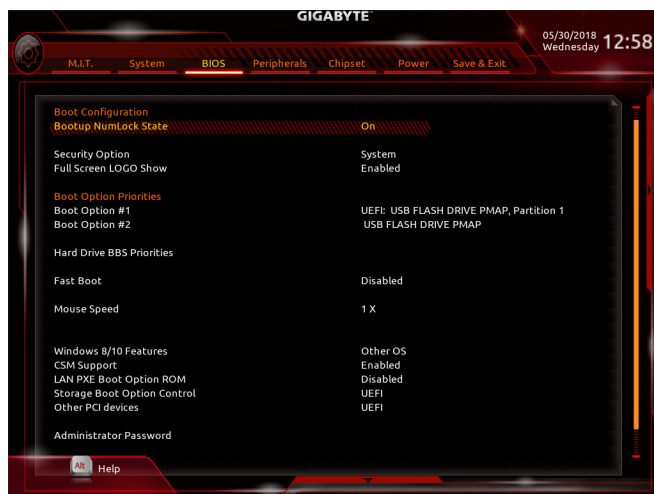 GIGABYTE™
05/30/2018 Wednesday 12:58
M.I.T. System BIOS Peripherals Chipset Power Save & Exit
Boot Configuration
Bootup NumLock State On
Security Option System
Full Screen LOGO Show Enabled
Boot Option Priorities
Boot Option #1 UEFI: USB FLASH DRIVE PMAP, Partition 1
Boot Option #2 USB FLASH DRIVE PMAP
Hard Drive BBS Priorities
Fast Boot Disabled
Mouse Speed 1 X
Windows 8/10 Features Other OS
CSM Support Enabled
LAN PXE Boot Option ROM Disabled
Storage Boot Option Control UEFI
Other PCI devices UEFI
Administrator Password
Alt Help